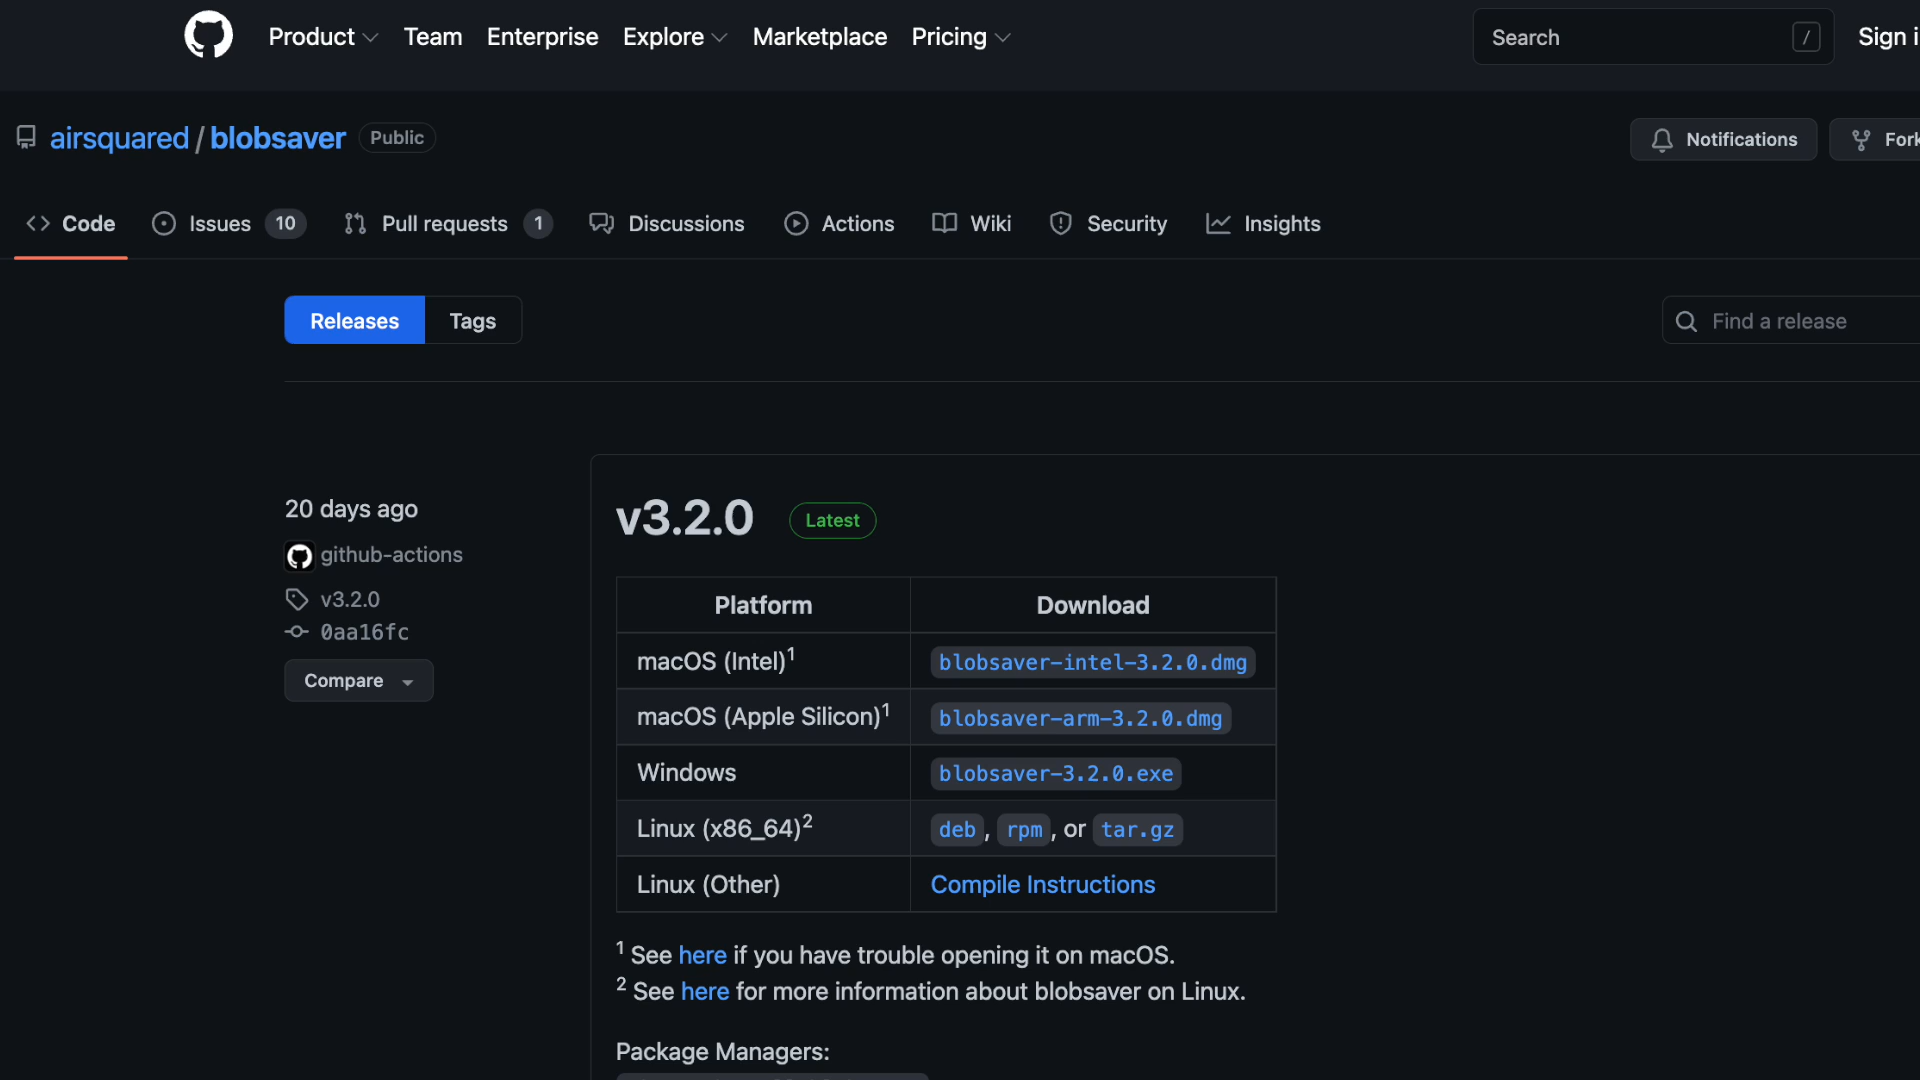 Product Team Enterprise Explore Marketplace Pricing Search / Sign i
airsquared / blobsaver Public Notifications Fork
Code Issues 10 Pull requests 1 Discussions Actions Wiki Security Insights
Releases Tags Find a release
20 days ago
github-actions
v3.2.0
0aa16fc
Compare
v3.2.0 Latest
Platform Download
macOS (Intel)1 blobsaver-intel-3.2.0.dmg
macOS (Apple Silicon)1 blobsaver-arm-3.2.0.dmg
Windows blobsaver-3.2.0.exe
Linux (x86_64)2 deb, rpm, or tar.gz
Linux (Other) Compile Instructions
1 See here if you have trouble opening it on macOS.
2 See here for more information about blobsaver on Linux.
Package Managers: